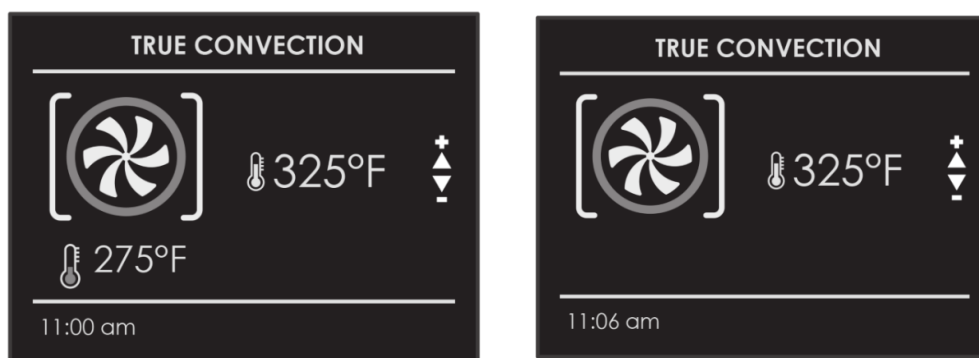 TRUE CONVECTION
325°F
+
-
275°F
11:00 am
TRUE CONVECTION
325°F
+
-
11:06 am